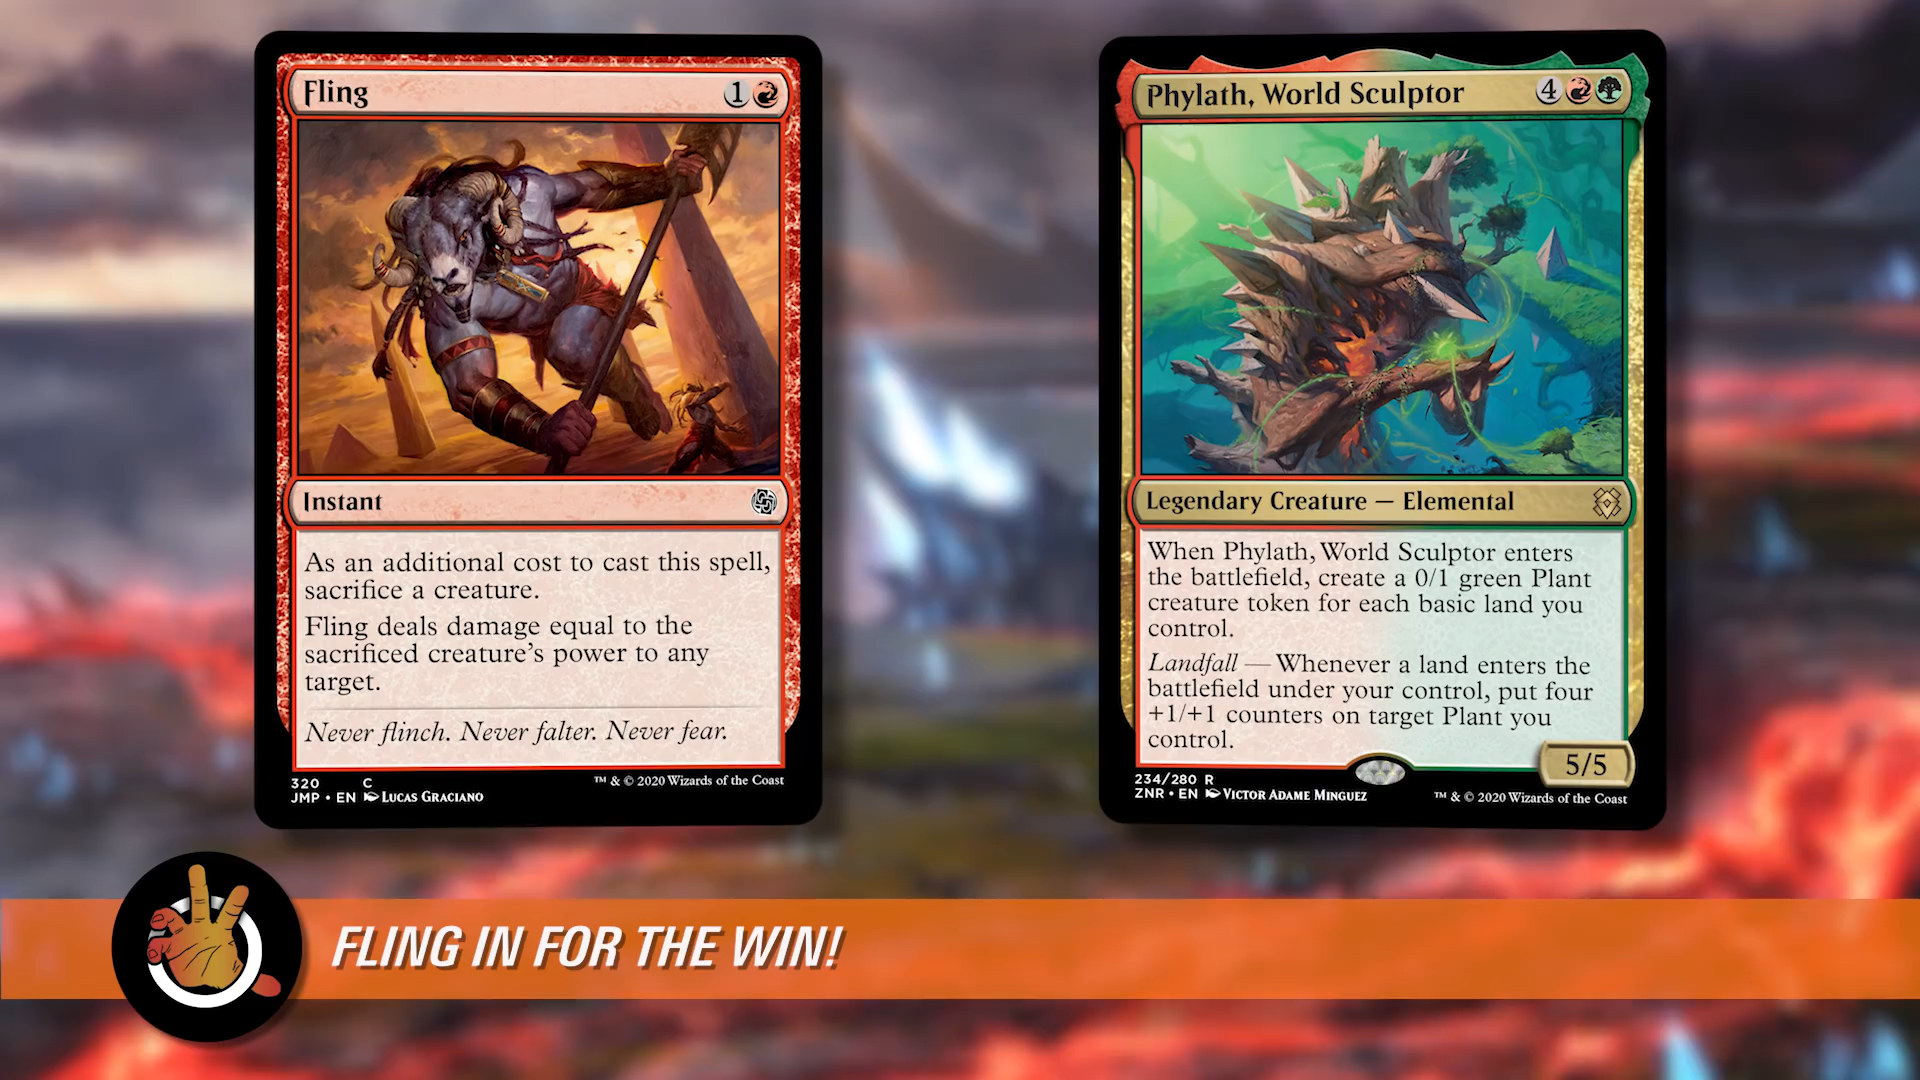 Fling
1
Instant
As an additional cost to cast this spell,
sacrifice a creature.
Fling deals damage equal to the
sacrificed creature's power to any
target.
Never flinch. Never falter. Never fear.
320 C
JMP • EN LUCAS GRACIANO
™ & © 2020 Wizards of the Coast
Phylath, World Sculptor
4
Legendary Creature — Elemental
When Phylath, World Sculptor enters
the battlefield, create a 0/1 green Plant
creature token for each basic land you
control.
Landfall — Whenever a land enters the
battlefield under your control, put four
+1/+1 counters on target Plant you
control.
5/5
234/280 R
ZNR • EN VICTOR ADAME MINGUEZ
™ & © 2020 Wizards of the Coast
FLING IN FOR THE WIN!